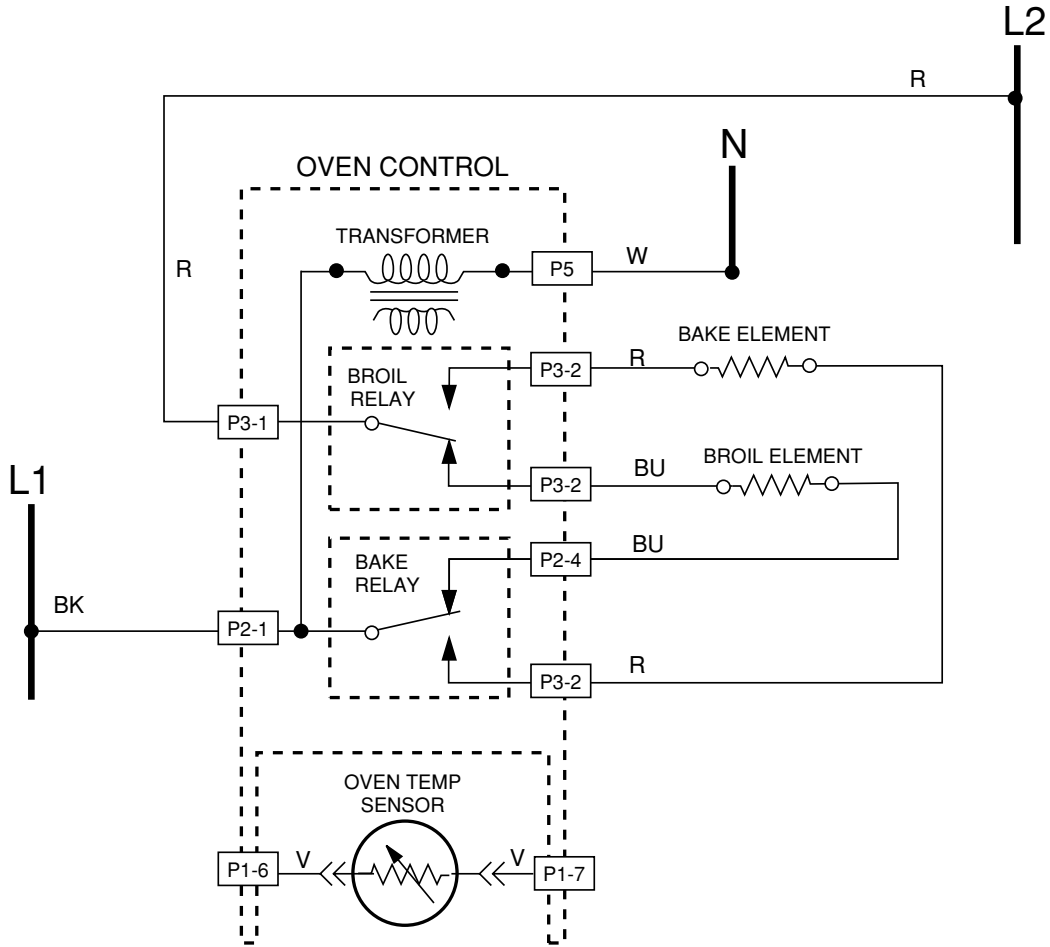 L2
R
N
OVEN CONTROL
TRANSFORMER
R
P5
W
BAKE ELEMENT
P3-2
R
BROIL
RELAY
P3-1
BROIL ELEMENT
L1
P3-2
BU
BAKE
RELAY
P2-4
BU
BK
P2-1
P3-2
R
OVEN TEMP
SENSOR
P1-6
V
V
P1-7